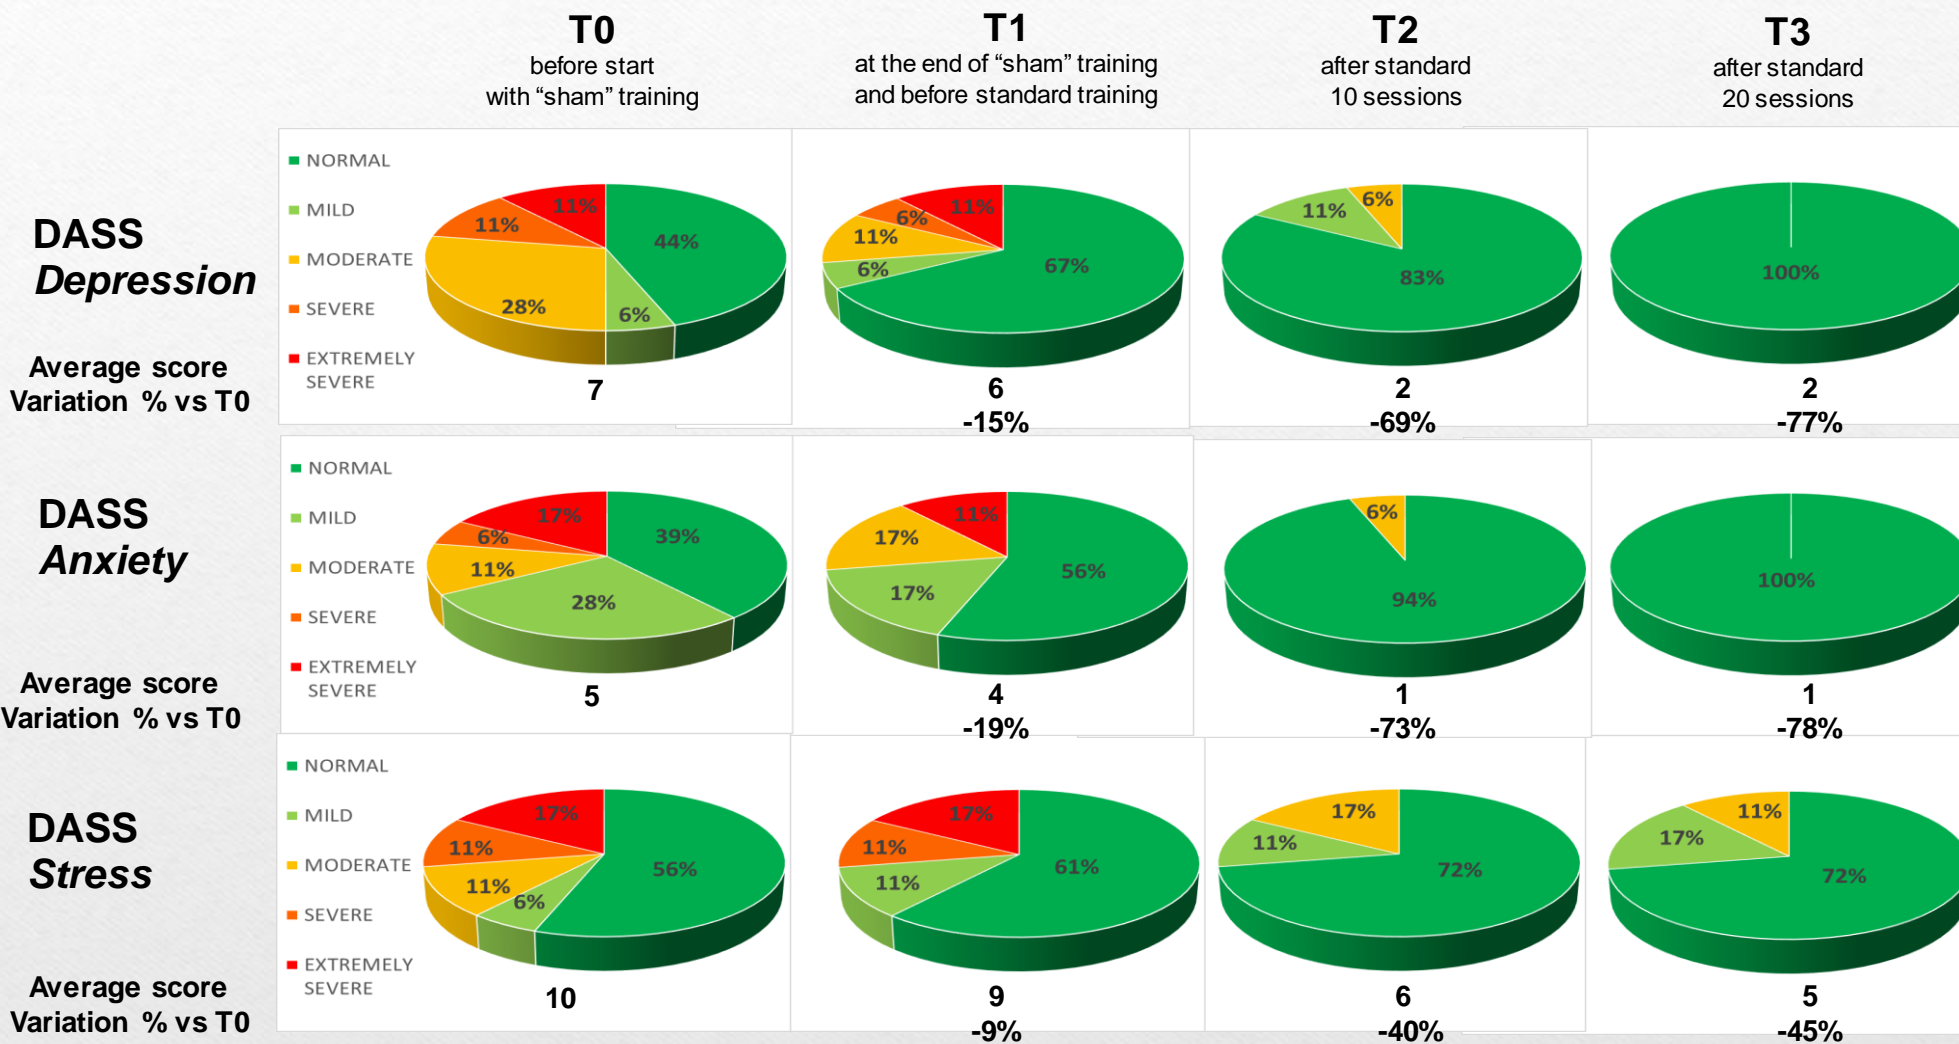 T0
before start
with “sham” training
T1
at the end of “sham” training
and before standard training
T2
after standard
10 sessions
T3
after standard
20 sessions
DASS
Depression
Average score
Variation % vs T0
NORMAL
MILD
MODERATE
SEVERE
EXTREMELY
SEVERE
11%
11%
44%
28%
6%
7
11%
6%
11%
6%
67%
6
-15%
6%
11%
83%
2
-69%
100%
2
-77%
DASS
Anxiety
Average score
Variation % vs T0
NORMAL
MILD
MODERATE
SEVERE
EXTREMELY
SEVERE
17%
6%
39%
11%
28%
5
11%
17%
56%
17%
4
-19%
6%
94%
1
-73%
100%
1
-78%
DASS
Stress
Average score
Variation % vs T0
NORMAL
MILD
MODERATE
SEVERE
EXTREMELY
SEVERE
17%
11%
56%
11%
6%
10
17%
11%
61%
11%
9
-9%
17%
11%
72%
6
-40%
11%
17%
72%
5
-45%